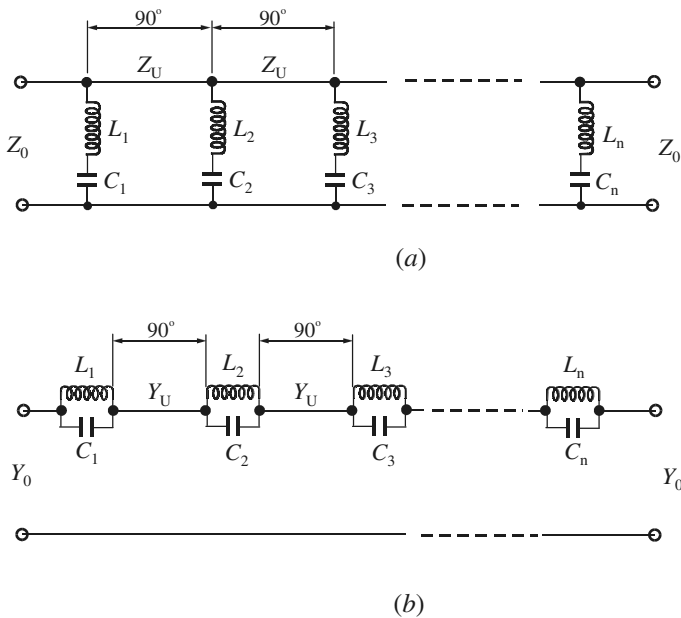 90° 90°
Z_U Z_U
L_1 L_2 L_3 L_n
Z_0 Z_0
C_1 C_2 C_3 C_n
(a)
90° 90°
L_1 L_2 L_3 L_n
Y_U Y_U
C_1 C_2 C_3 C_n
Y_0 Y_0
(b)